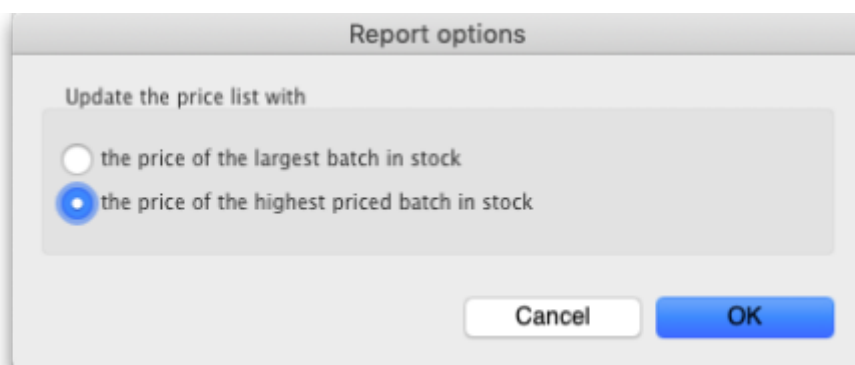 Report options
Update the price list with
the price of the largest batch in stock
the price of the highest priced batch in stock
Cancel
OK